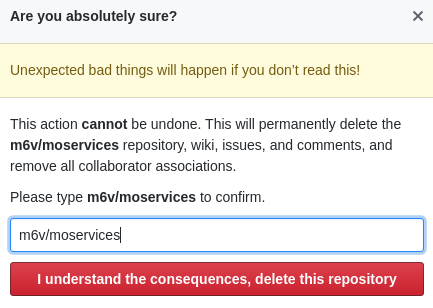 Are you absolutely sure?
Unexpected bad things will happen if you don’t read this!
This action cannot be undone. This will permanently delete the
m6v/moservices repository, wiki, issues, and comments, and
remove all collaborator associations.
Please type m6v/moservices to confirm.
m6v/moservices
I understand the consequences, delete this repository